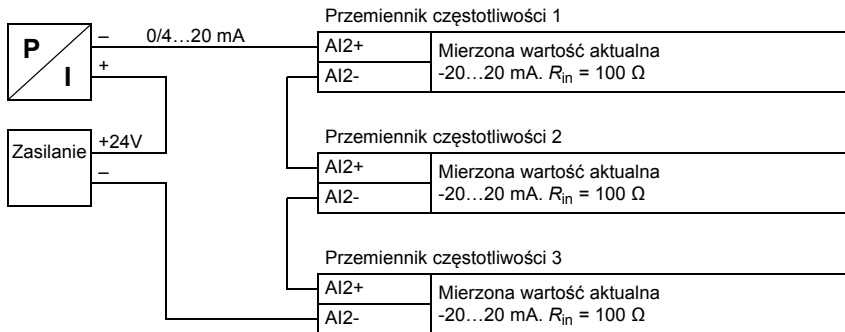 Przemiennik częstotliwości 1
P
I
–
0/4…20 mA
+
AI2+
AI2-
Mierzona wartość aktualna
-20…20 mA. Rin = 100 Ω
Zasilanie
+24V
–
Przemiennik częstotliwości 2
AI2+
AI2-
Mierzona wartość aktualna
-20…20 mA. Rin = 100 Ω
Przemiennik częstotliwości 3
AI2+
AI2-
Mierzona wartość aktualna
-20…20 mA. Rin = 100 Ω